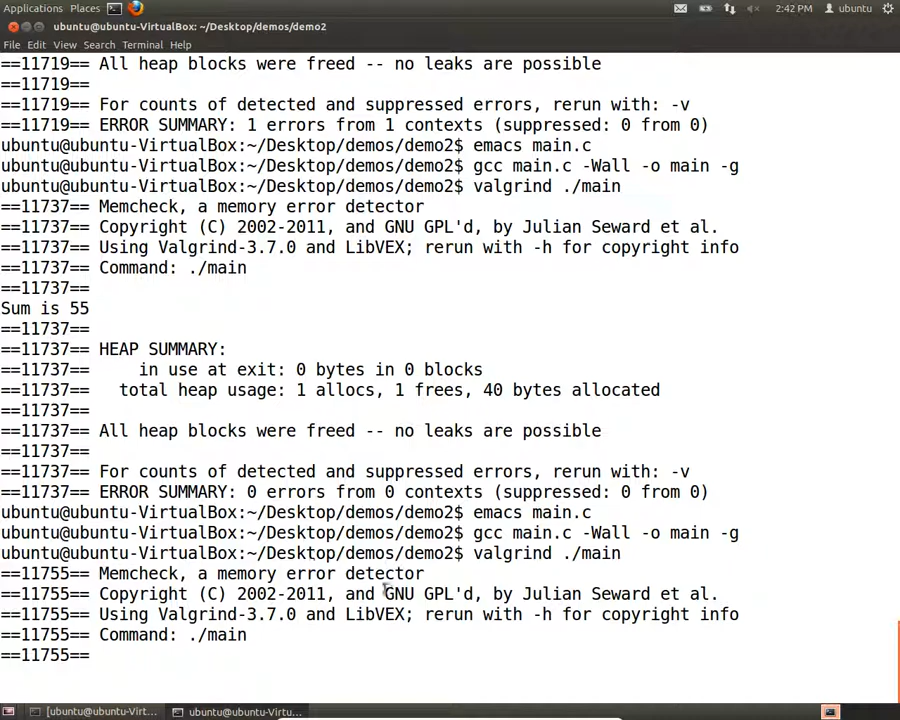 Applications Places 2:42 PM ubuntu
ubuntu@ubuntu-VirtualBox: ~/Desktop/demos/demo2
File Edit View Search Terminal Help
==11719== All heap blocks were freed -- no leaks are possible
==11719==
==11719== For counts of detected and suppressed errors, rerun with: -v
==11719== ERROR SUMMARY: 1 errors from 1 contexts (suppressed: 0 from 0)
ubuntu@ubuntu-VirtualBox:~/Desktop/demos/demo2$ emacs main.c
ubuntu@ubuntu-VirtualBox:~/Desktop/demos/demo2$ gcc main.c -Wall -o main -g
ubuntu@ubuntu-VirtualBox:~/Desktop/demos/demo2$ valgrind ./main
==11737== Memcheck, a memory error detector
==11737== Copyright (C) 2002-2011, and GNU GPL'd, by Julian Seward et al.
==11737== Using Valgrind-3.7.0 and LibVEX; rerun with -h for copyright info
==11737== Command: ./main
==11737==
Sum is 55
==11737==
==11737== HEAP SUMMARY:
==11737==     in use at exit: 0 bytes in 0 blocks
==11737==   total heap usage: 1 allocs, 1 frees, 40 bytes allocated
==11737==
==11737== All heap blocks were freed -- no leaks are possible
==11737==
==11737== For counts of detected and suppressed errors, rerun with: -v
==11737== ERROR SUMMARY: 0 errors from 0 contexts (suppressed: 0 from 0)
ubuntu@ubuntu-VirtualBox:~/Desktop/demos/demo2$ emacs main.c
ubuntu@ubuntu-VirtualBox:~/Desktop/demos/demo2$ gcc main.c -Wall -o main -g
ubuntu@ubuntu-VirtualBox:~/Desktop/demos/demo2$ valgrind ./main
==11755== Memcheck, a memory error detector
==11755== Copyright (C) 2002-2011, and GNU GPL'd, by Julian Seward et al.
==11755== Using Valgrind-3.7.0 and LibVEX; rerun with -h for copyright info
==11755== Command: ./main
==11755==
[ubuntu@ubuntu-Virt... ubuntu@ubuntu-Virtu...